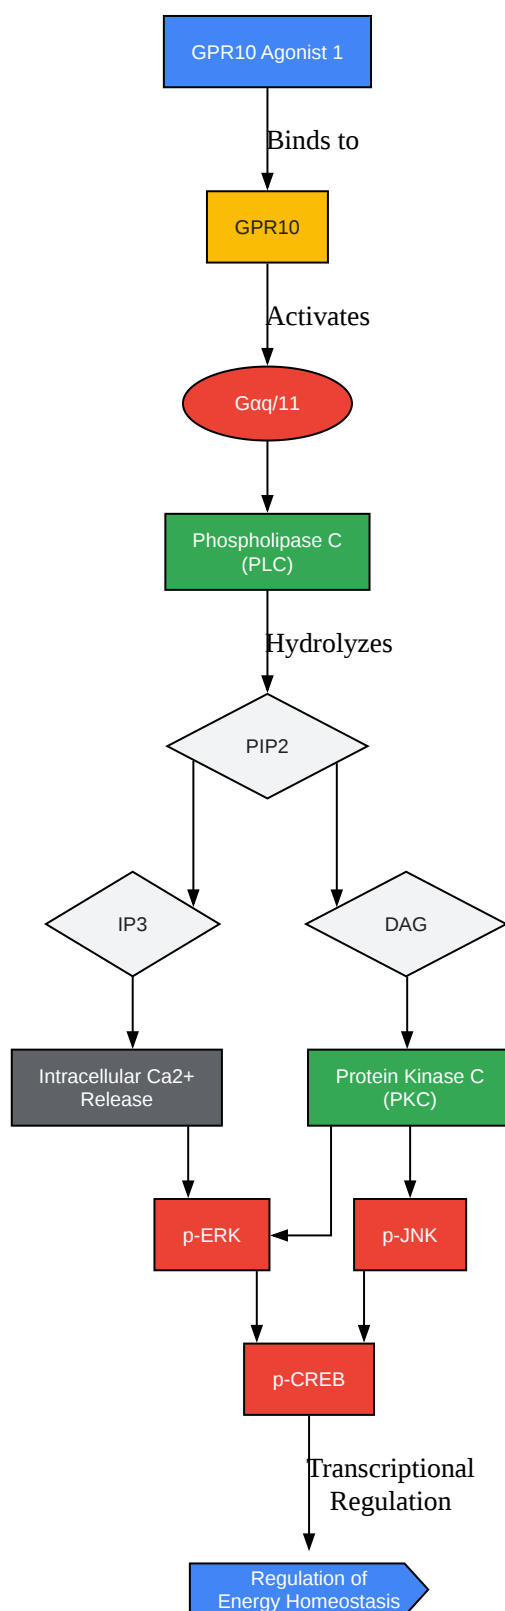 GPR10 Agonist 1
Binds to
GPR10
Activates
Gαq/11
Phospholipase C
(PLC)
Hydrolyzes
PIP2
IP3
DAG
Intracellular Ca2+
Release
Protein Kinase C
(PKC)
p-ERK
p-JNK
p-CREB
Transcriptional
Regulation
Regulation of
Energy Homeostasis